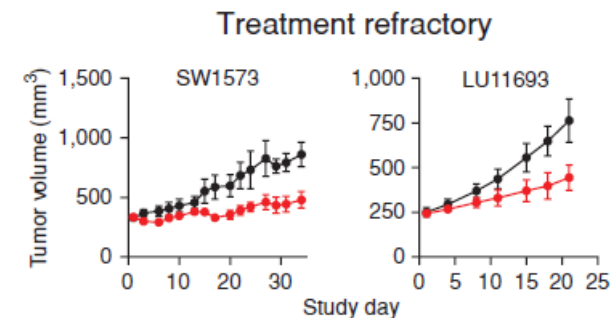 Treatment refractory
SW1573
LU11693
Tumor volume (mm³)
1,500
1,000
500
0
1,000
750
500
250
0
0 10 20 30
0 5 10 15 20 25
Study day